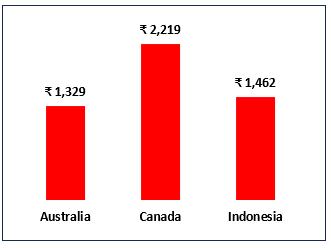 ₹ 2,219
₹ 1,462
₹ 1,329
Australia Canada Indonesia